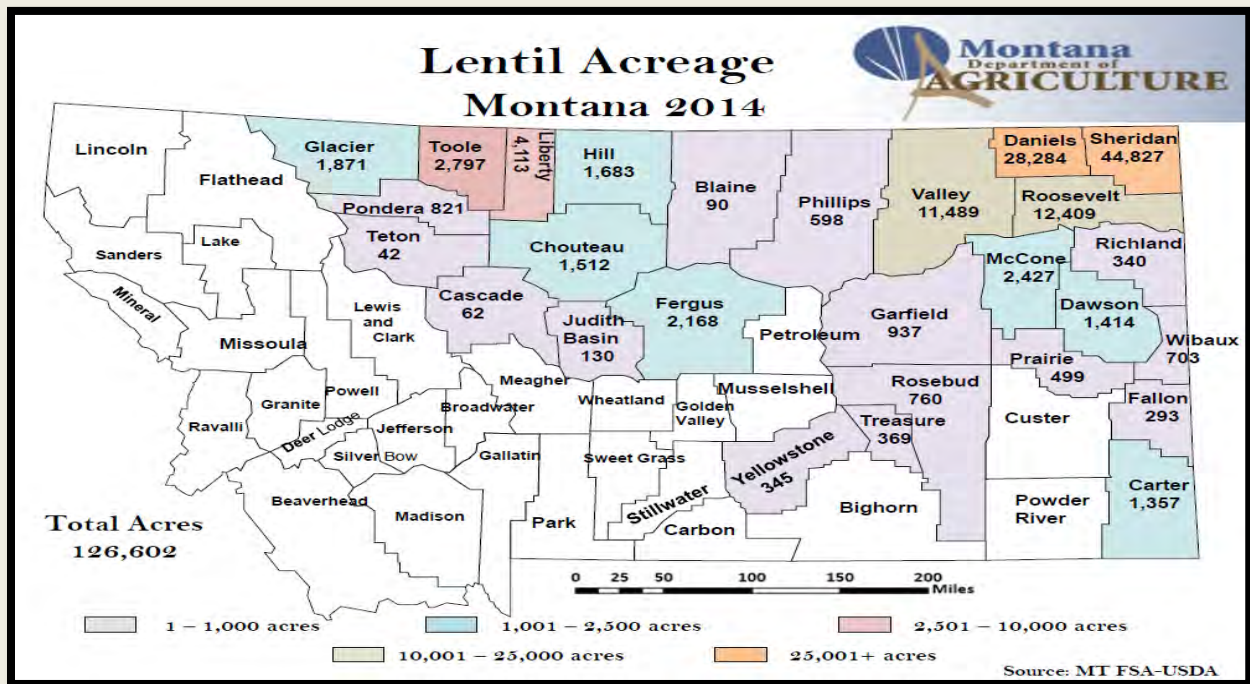 Lentil Acreage
Montana 2014
Montana
Department of
AGRICULTURE
Lincoln
Flathead
Glacier
1,871
Toole
2,797
Liberty
4,113
Hill
1,683
Blaine
90
Phillips
598
Valley
11,489
Daniels
28,284
Sheridan
44,827
Roosevelt
12,409
Pondera 821
Teton
42
Chouteau
1,512
Sanders
Lake
Mineral
Missoula
Lewis
and
Clark
Cascade
62
Judith
Basin
130
Fergus
2,168
Petroleum
Garfield
937
McCone
2,427
Richland
340
Dawson
1,414
Wibaux
703
Prairie
499
Ravalli
Granite
Powell
Deer Lodge
Silver Bow
Jefferson
Broadwater
Meagher
Wheatland
Golden
Valley
Musselshell
Rosebud
760
Treasure
369
Custer
Fallon
293
Beaverhead
Madison
Gallatin
Park
Sweet Grass
Stillwater
Carbon
Yellowstone
345
Bighorn
Powder
River
Carter
1,357
Total Acres
126,602
0 25 50 100 150 200
Miles
1 – 1,000 acres
1,001 – 2,500 acres
2,501 – 10,000 acres
10,001 – 25,000 acres
25,001+ acres
Source: MT FSA-USDA